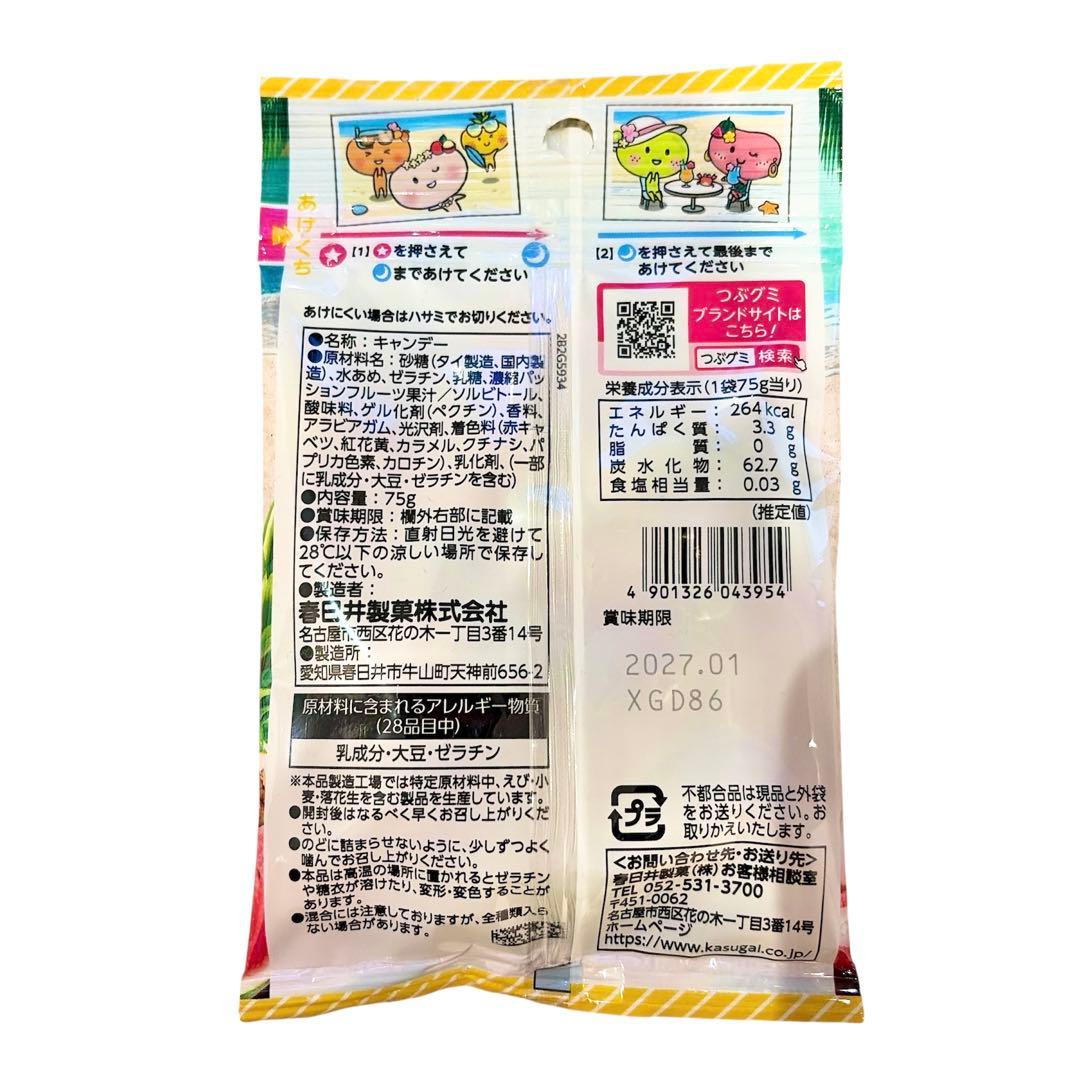 あけくち
[1]★を押さえて
まであけてください
[2]を押さえて最後まで
あけてください
あけにくい場合はハサミでお切りください。
●名称:キャンデー
●原材料名:砂糖(タイ製造、国内製
造)、水あめ、ゼラチン、乳糖、濃縮パッ
ションフルーツ果汁/ソルビトール、
酸味料、ゲル化剤(ペクチン)、香料、
アラビアガム、光沢剤、着色料(赤キャ
ベツ、紅花黄、カラメル、クチナシ、パ
プリカ色素、カロチン)、乳化剤、(一部
に乳成分・大豆・ゼラチンを含む)
●内容量:75g
●賞味期限:欄外右部に記載
●保存方法:直射日光を避けて
28℃以下の涼しい場所で保存し
てください。
●製造者:
春日井製菓株式会社
名古屋市西区花の木一丁目3番14号
●製造所:
愛知県春日井市牛山町天神前656-2
2B2G5934
原材料に含まれるアレルギー物質
(28品目中)
乳成分・大豆・ゼラチン
※本品製造工場では特定原材料中、えび・小
麦・落花生を含む製品を生産しています。
●開封後はなるべく早くお召し上がりくだ
さい。
●のどに詰まらせないように、少しずつよく
噛んでお召し上がりください。
●本品は高温の場所に置かれるとゼラチン
や糖衣が溶けたり、変形・変色することが
あります。
●混合には注意しておりますが、全種類入ら
ない場合があります。
つぶグミ
ブランドサイトは
こちら!
つぶグミ 検索
栄養成分表示(1袋75g当り)
エネルギー: 264kcal
たんぱく質: 3.3g
脂質: 0g
炭水化物: 62.7g
食塩相当量: 0.03g
(推定値)
4 901326 043954
賞味期限
2027.01
XGD86
プラ
不都合品は現品と外袋
をお送りください。お
取りかえいたします。
<お問い合わせ先・お送り先>
春日井製菓(株)お客様相談室
TEL 052-531-3700
〒451-0062
名古屋市西区花の木一丁目3番14号
ホームページ
https://www.kasugai.co.jp/